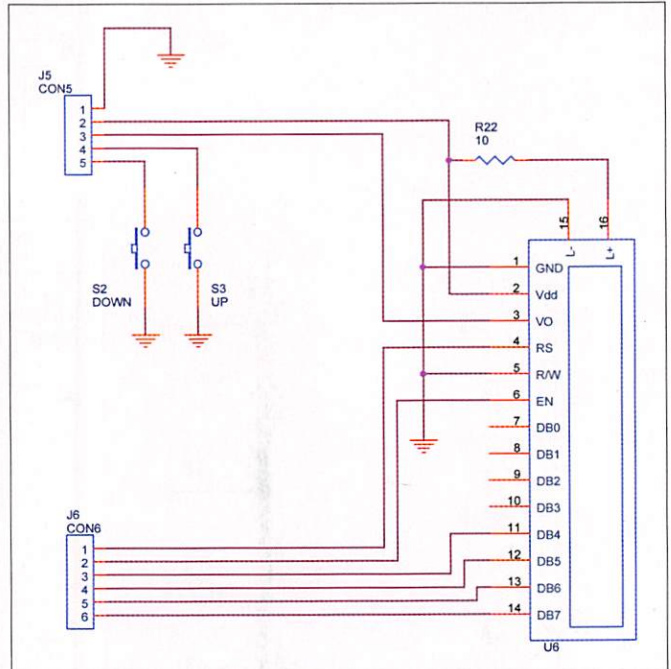 J5
CON5
1
2
3
4
5
R22
10
15
16
L-
L+
S2
DOWN
S3
UP
1 GND
2 Vdd
3 VO
4 RS
5 R/W
6 EN
7 DB0
8 DB1
9 DB2
10 DB3
11 DB4
12 DB5
13 DB6
14 DB7
U6
J6
CON6
1
2
3
4
5
6